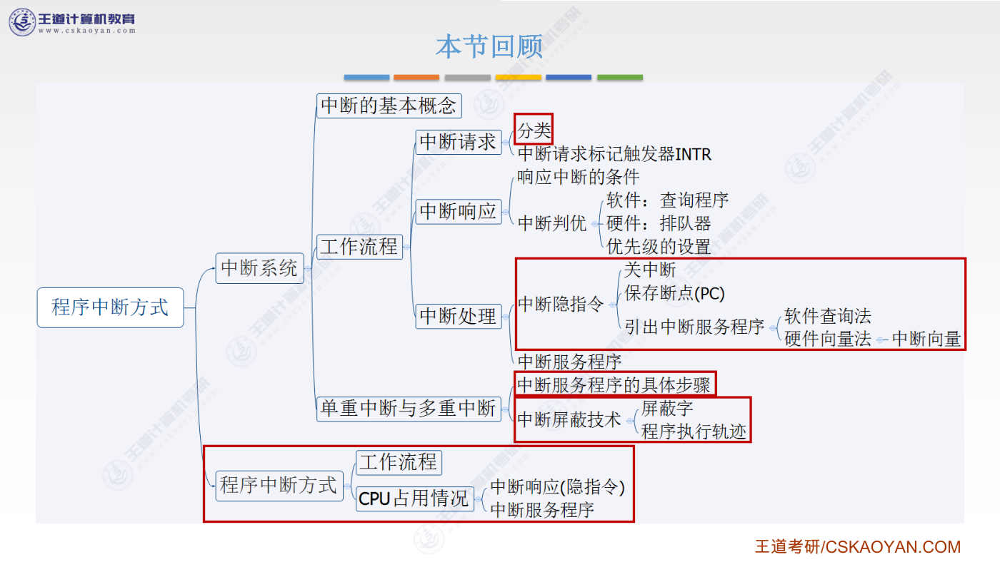 王道计算机教育
www.cskaoyan.com
本节回顾
程序中断方式
中断系统
中断的基本概念
工作流程
中断请求
分类
中断请求标记触发器INTR
中断响应
响应中断的条件
中断判优
软件：查询程序
硬件：排队器
优先级的设置
中断处理
中断隐指令
关中断
保存断点(PC)
引出中断服务程序
软件查询法
硬件向量法
中断向量
中断服务程序
单重中断与多重中断
中断服务程序的具体步骤
中断屏蔽技术
屏蔽字
程序执行轨迹
程序中断方式
工作流程
CPU占用情况
中断响应(隐指令)
中断服务程序
王道考研/CSKAOYAN.COM